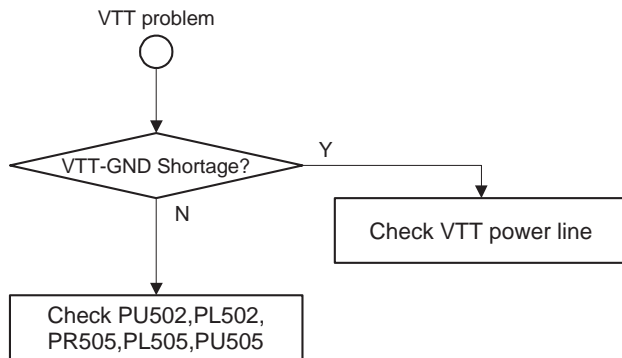 VTT problem
VTT-GND Shortage?
Y
N
Check VTT power line
Check PU502,PL502,
PR505,PL505,PU505